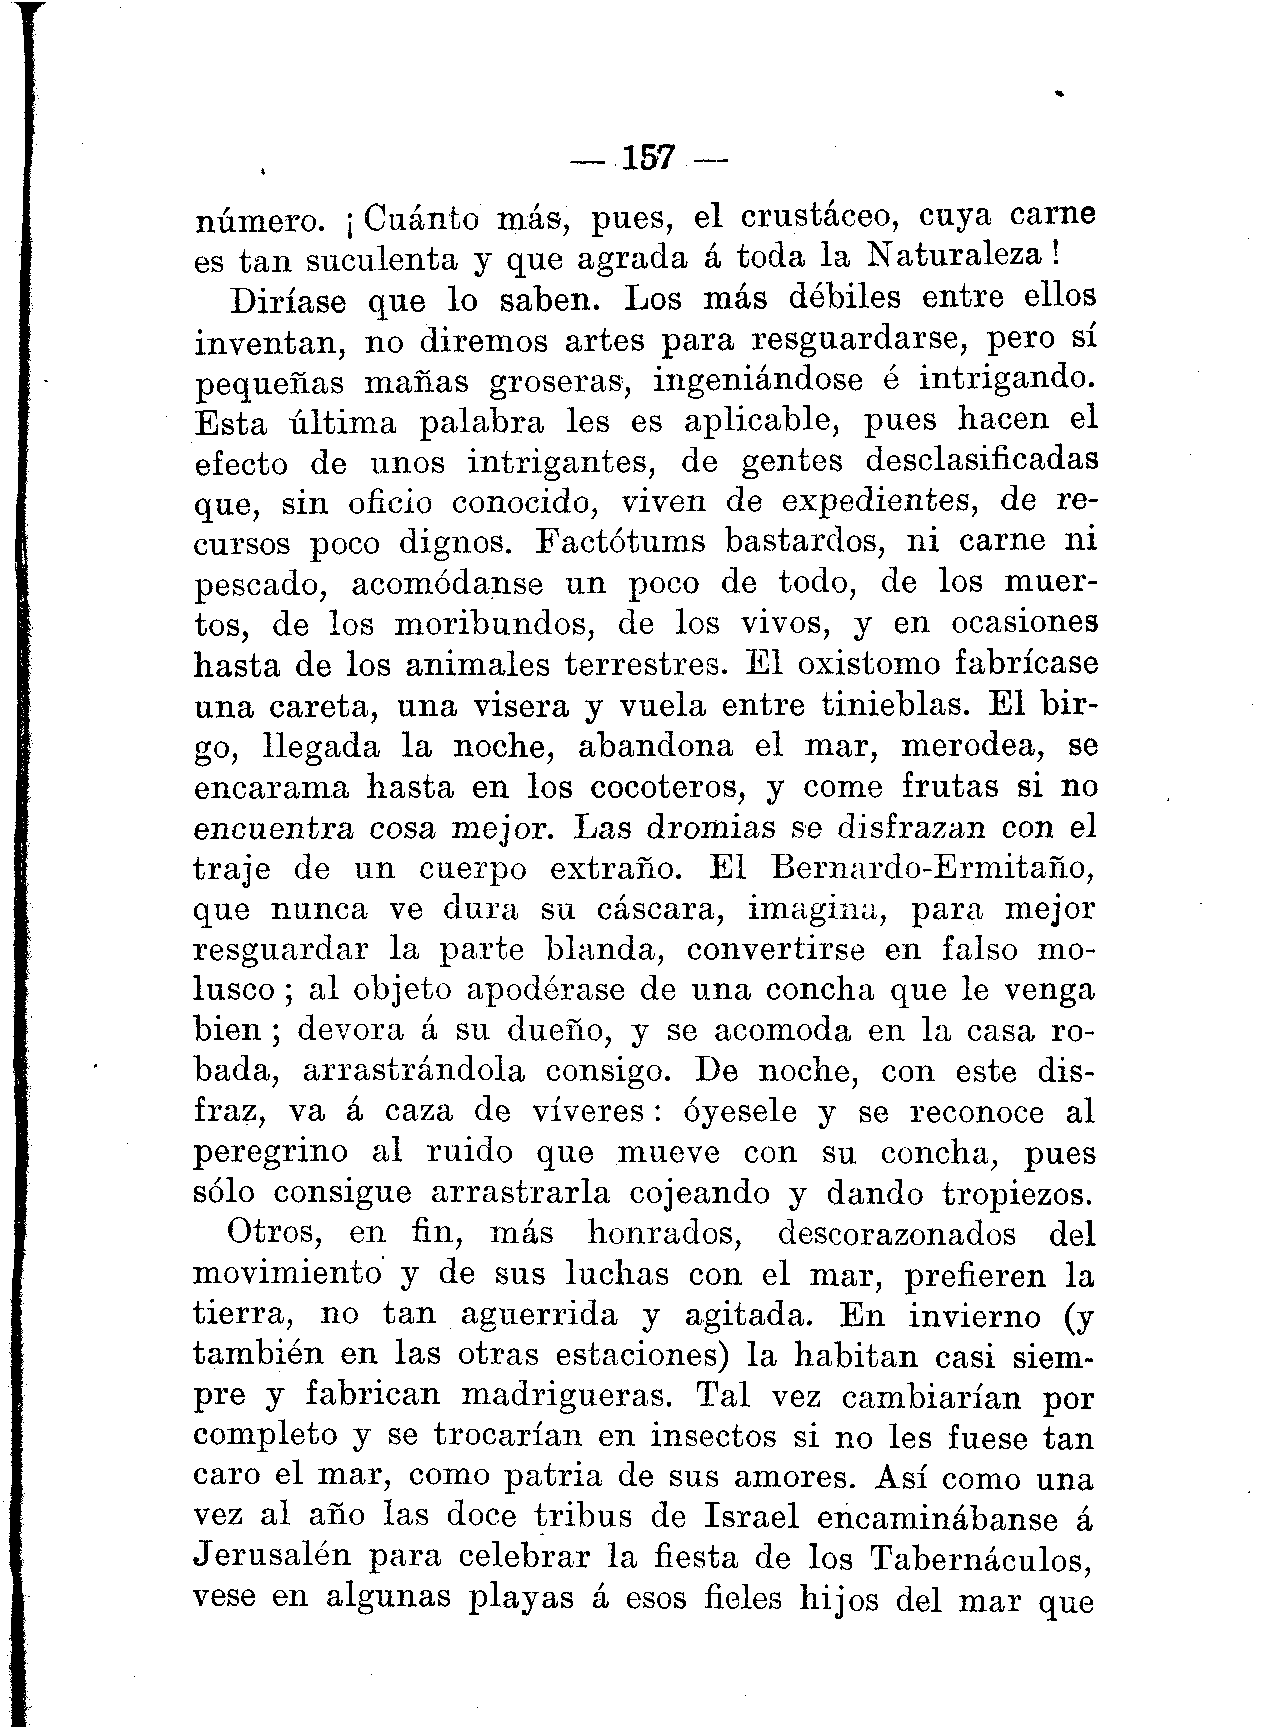 — 157 —
número. ¡ Cuánto más, pues, el crustáceo, cuya carne
es tan suculenta y que agrada á toda la Naturaleza !
Diríase que lo saben. Los más débiles entre ellos
inventan, no diremos artes para resguardarse, pero sí
pequeñas mañas groseras, ingeniándose é intrigando.
Esta última palabra les es aplicable, pues hacen el
efecto de unos intrigantes, de gentes desclasificadas
que, sin oficio conocido, viven de expedientes, de re-
cursos poco dignos. Factótums bastardos, ni carne ni
pescado, acomódanse un poco de todo, de los muer-
tos, de los moribundos, de los vivos, y en ocasiones
hasta de los animales terrestres. El oxistomo fabrícase
una careta, una visera y vuela entre tinieblas. El bir-
go, llegada la noche, abandona el mar, merodea, se
encarama hasta en los cocoteros, y come frutas si no
encuentra cosa mejor. Las dromias se disfrazan con el
traje de un cuerpo extraño. El Bernardo-Ermitaño,
que nunca ve dura su cáscara, imagina, para mejor
resguardar la parte blanda, convertirse en falso mo-
lusco ; al objeto apodérase de una concha que le venga
bien ; devora á su dueño, y se acomoda en la casa ro-
bada, arrastrándola consigo. De noche, con este dis-
fraz, va á caza de víveres : óyesele y se reconoce al
peregrino al ruido que mueve con su concha, pues
sólo consigue arrastrarla cojeando y dando tropiezos.
Otros, en fin, más honrados, descorazonados del
movimiento y de sus luchas con el mar, prefieren la
tierra, no tan aguerrida y agitada. En invierno (y
también en las otras estaciones) la habitan casi siem-
pre y fabrican madrigueras. Tal vez cambiarían por
completo y se trocarían en insectos si no les fuese tan
caro el mar, como patria de sus amores. Así como una
vez al año las doce tribus de Israel encaminábanse á
Jerusalén para celebrar la fiesta de los Tabernáculos,
vese en algunas playas á esos fieles hijos del mar que